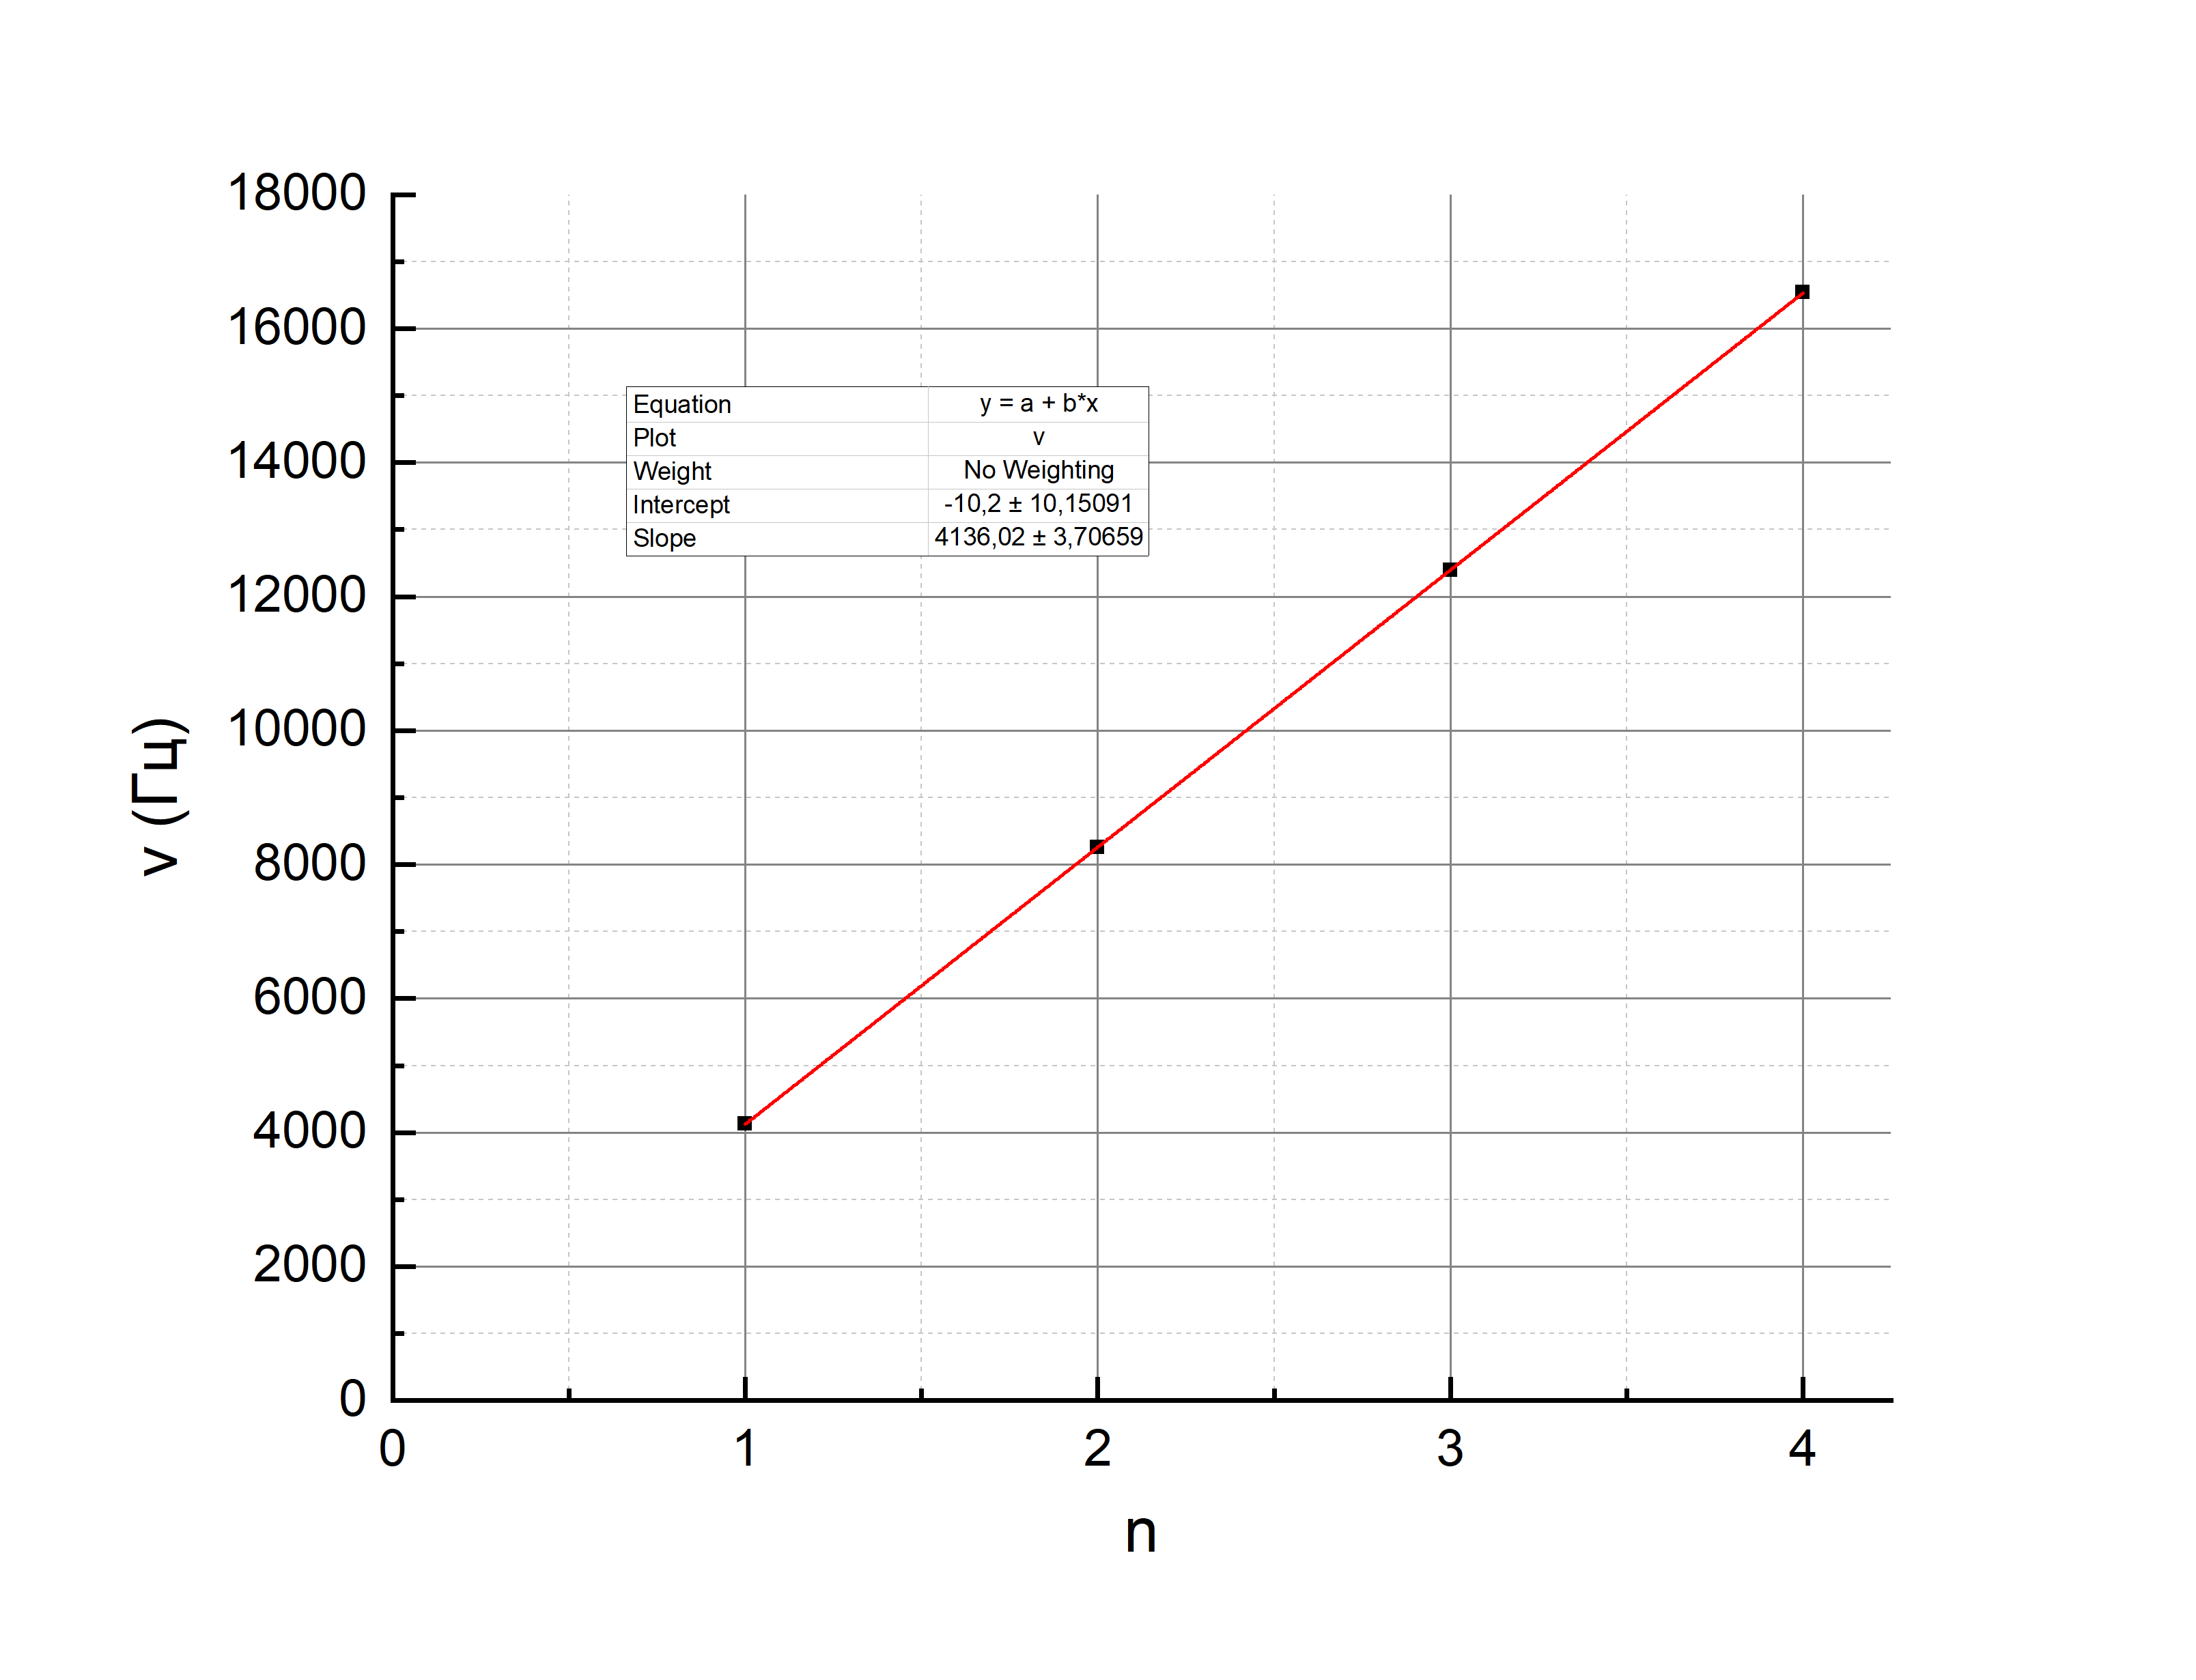 18000
16000
14000
12000
10000
8000
6000
4000
2000
0
v (Гц)
Equation y = a + b*x
Plot v
Weight No Weighting
Intercept -10,2 ± 10,15091
Slope 4136,02 ± 3,70659
0 1 2 3 4
n